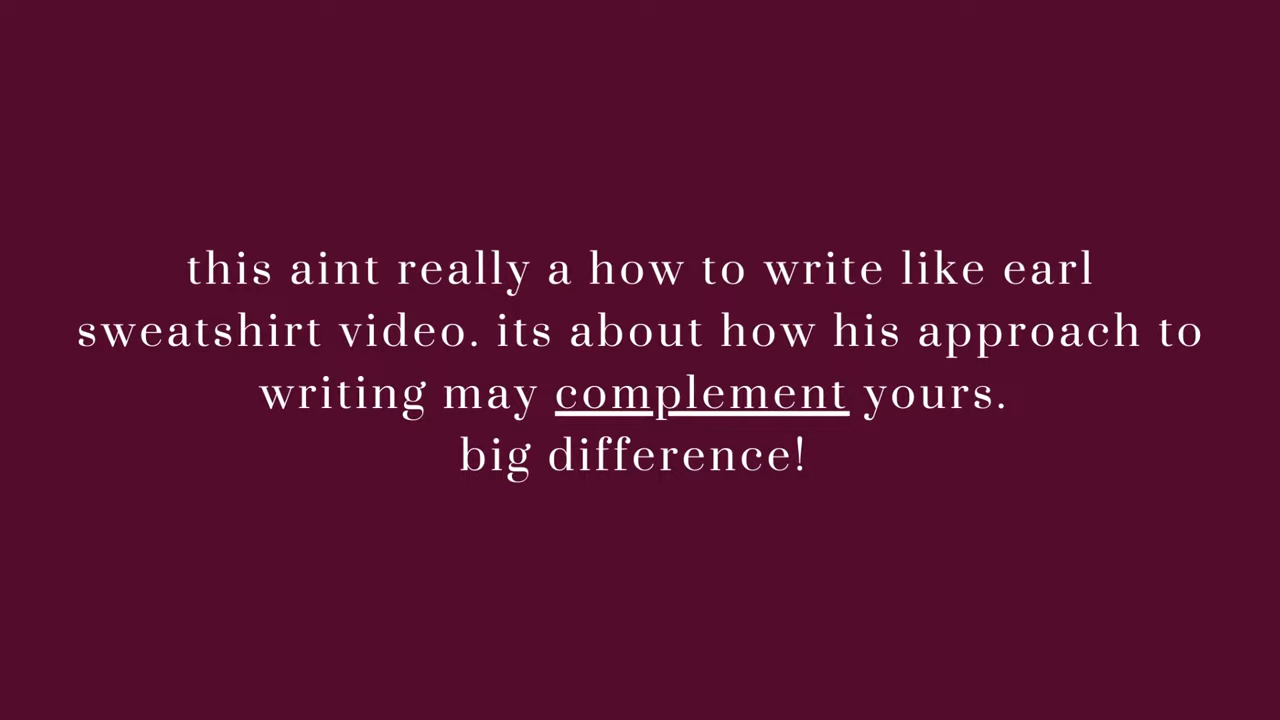 this aint really a how to write like earl
sweatshirt video. its about how his approach to
writing may complement yours.
big difference!